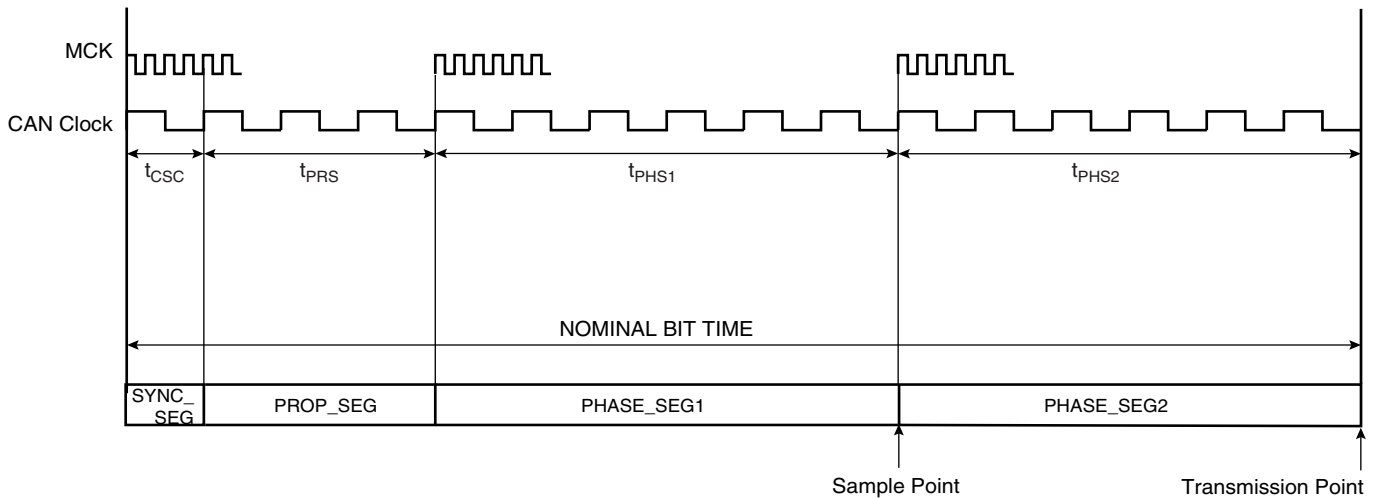 MCK
CAN Clock
tCSC tPRS tPHS1 tPHS2
NOMINAL BIT TIME
SYNC_
SEG PROP_SEG PHASE_SEG1 PHASE_SEG2
Sample Point Transmission Point